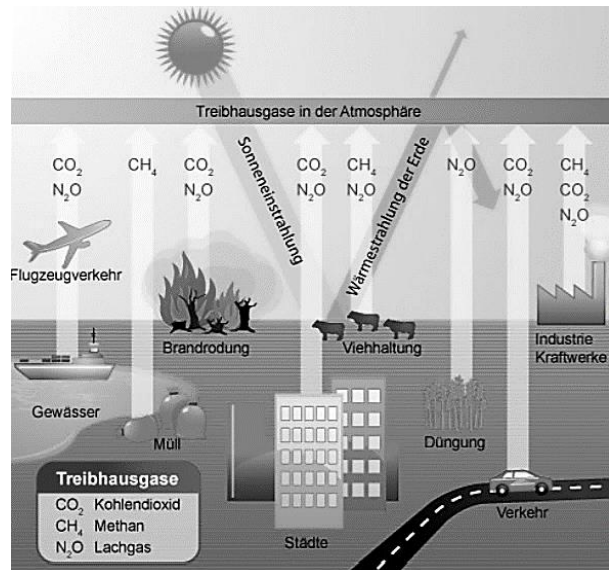 Treibhausgase in der Atmosphäre
CO₂
N₂O
CH₄
CO₂
N₂O
Sonneneinstrahlung
CO₂
N₂O
CH₄
N₂O
Wärmestrahlung der Erde
N₂O
CO₂
N₂O
CH₄
CO₂
N₂O
Flugzeugverkehr
Brandrodung
Viehhaltung
Industrie
Kraftwerke
Gewässer
Müll
Düngung
Städte
Verkehr
Treibhausgase
CO₂ Kohlendioxid
CH₄ Methan
N₂O Lachgas